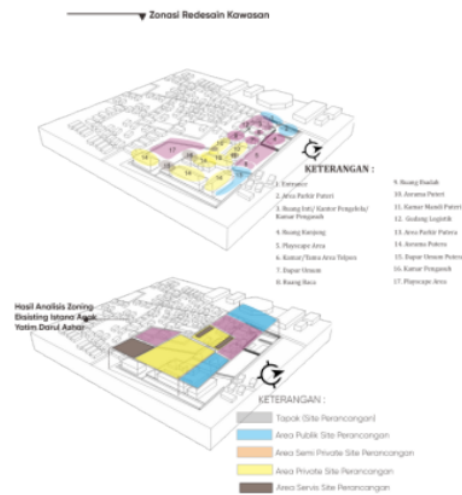 Zonasi Redesain Kawasan
KETERANGAN :
1. Entrance
2. Area Parkir Puteri
3. Ruang Inti/ Kantor Pengelola/
Kamar Pengasuh
4. Ruang Kunjung
5. Playscape Area
6. Kamar/Tama Area Telpon
7. Dapur Umum
8. Ruang Baca
9. Ruang Ibadah
10. Asrama Puteri
11. Kamar Mandi Puteri
12. Gudang Logistik
13. Area Parkir Putera
14. Asrama Putera
15. Dapur Umum Putera
16. Kamar Pengasuh
17. Playscape Area
Hasil Analisis Zoning
Eksisting Istana Anak
Yatim Darul Azhar
KETERANGAN :
Tapak (Site Perancangan)
Area Publik Site Perancangan
Area Semi Private Site Perancangan
Area Private Site Perancangan
Area Servis Site Perancangan